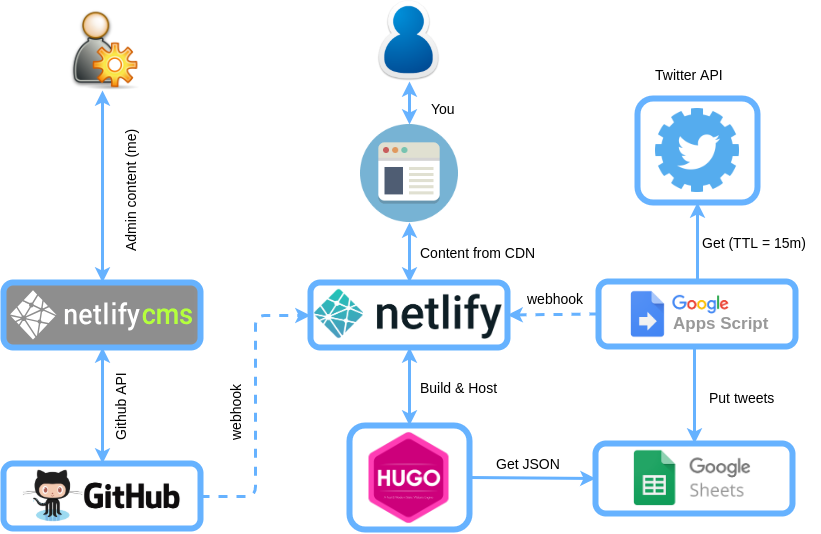 Twitter API
You
Admin content (me)
Get (TTL = 15m)
Content from CDN
netlifycms
netlify
webhook
Google
Apps Script
Github API
webhook
Build & Host
Put tweets
GitHub
HUGO
Get JSON
Google
Sheets